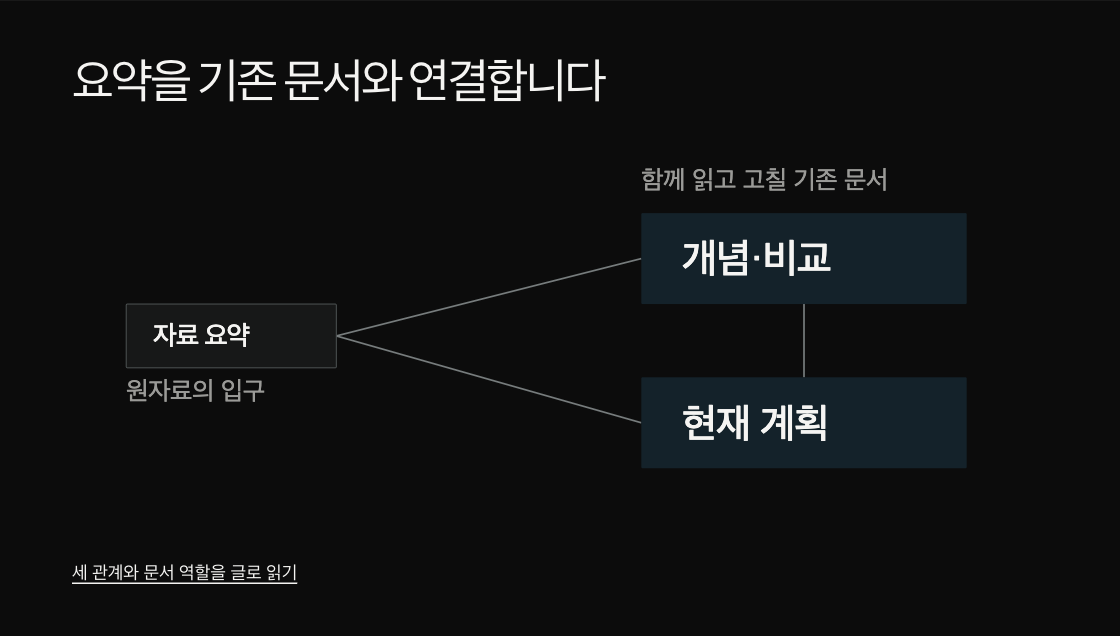 요약을 기존 문서와 연결합니다
함께 읽고 고칠 기존 문서
개념·비교
자료 요약
원자료의 입구
현재 계획
세 관계와 문서 역할을 글로 읽기